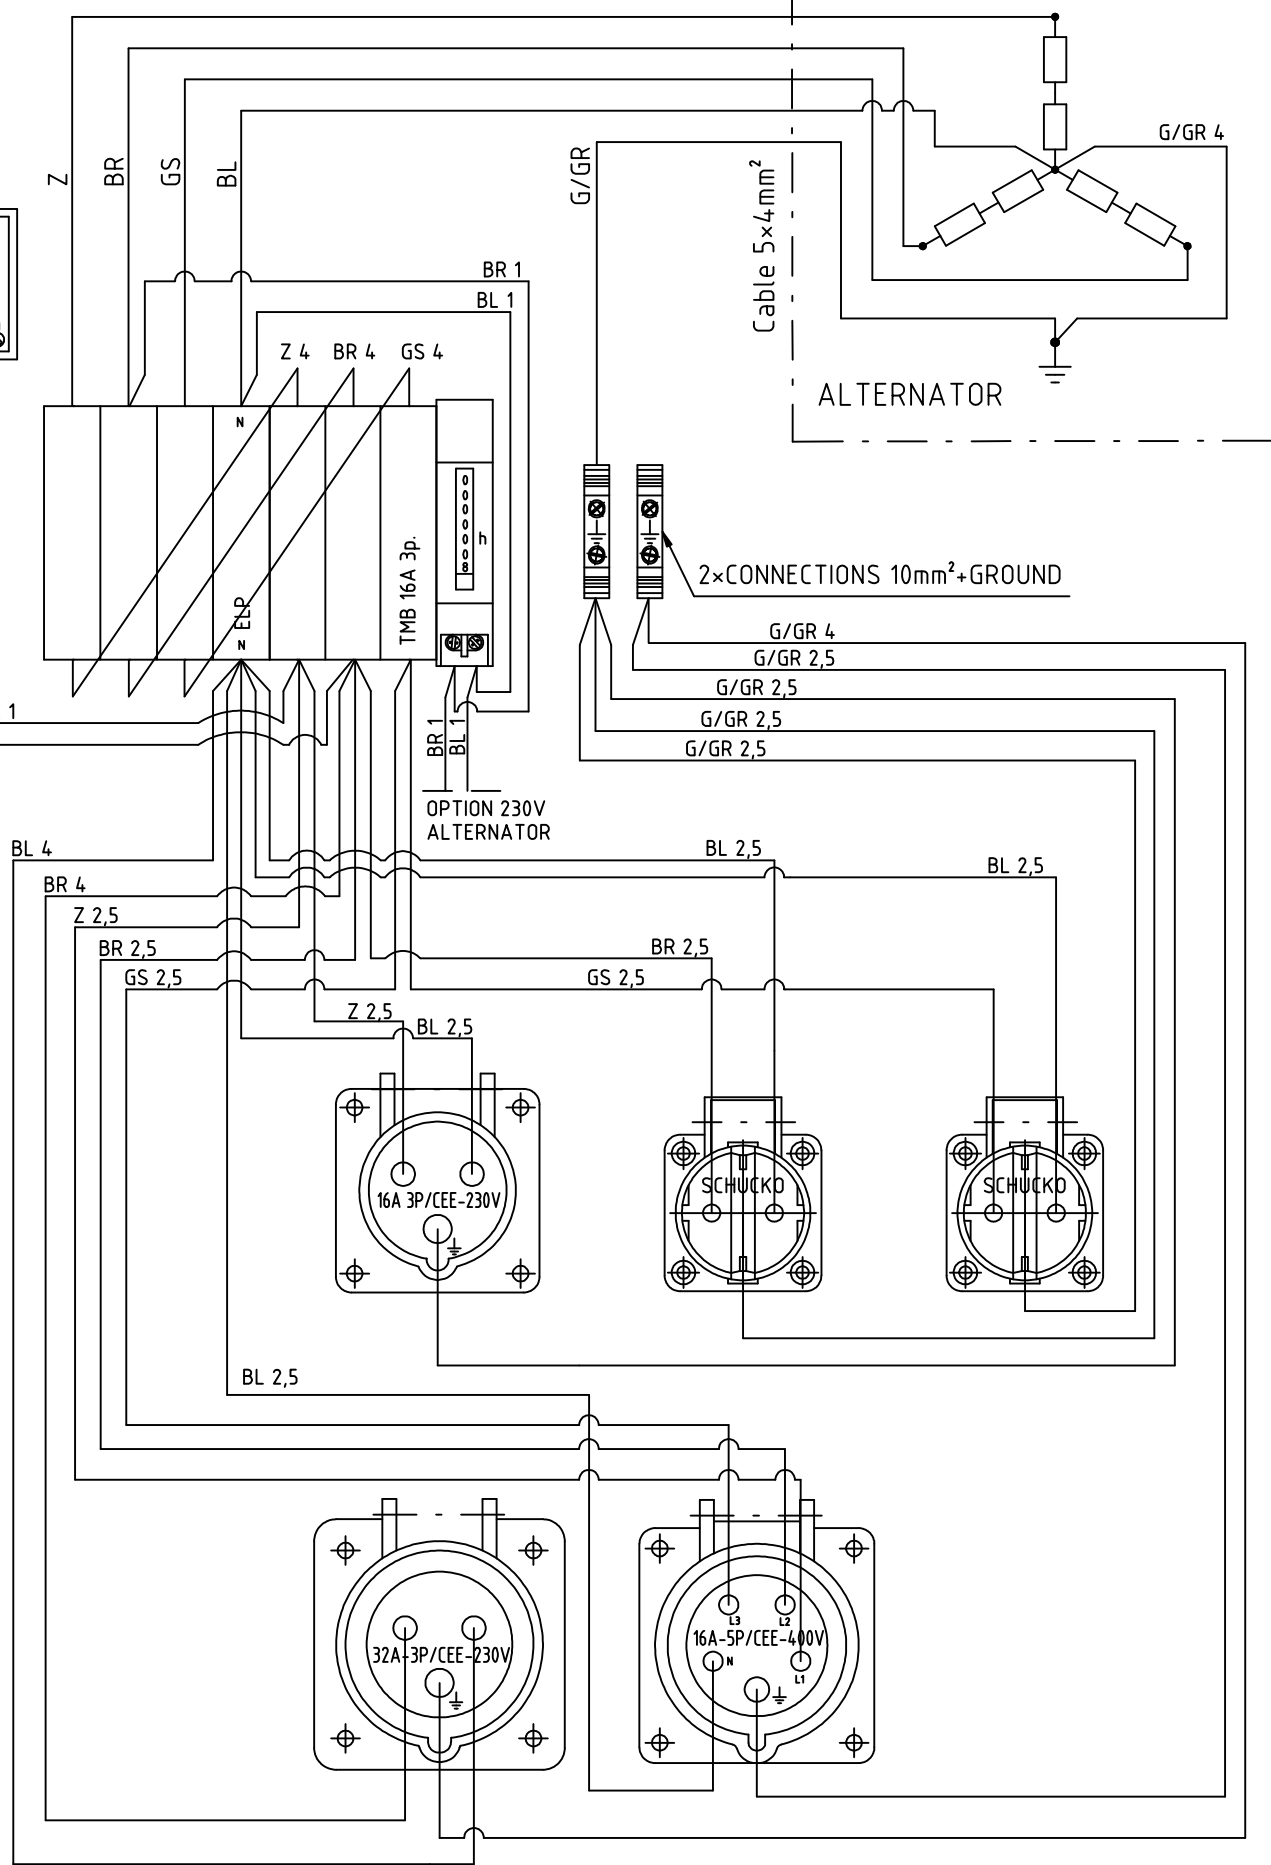 G/GR 4
Z
BR
GS
BL
G/GR
Cable 5×4mm²
BR 1
BL 1
Z 4
BR 4
GS 4
ALTERNATOR
N
0
0
0
0
0
0
8
h
ELP
N
TMB 16A 3p.
2×CONNECTIONS 10mm²+GROUND
G/GR 4
G/GR 2,5
G/GR 2,5
G/GR 2,5
G/GR 2,5
1
BR 1
BL 1
OPTION 230V
ALTERNATOR
BL 4
BL 2,5
BL 2,5
BR 4
Z 2,5
BR 2,5
BR 2,5
GS 2,5
GS 2,5
Z 2,5
BL 2,5
16A 3P/CEE-230V
SCHUCKO
SCHUCKO
BL 2,5
32A-3P/CEE-230V
L3
L2
16A-5P/CEE-400V
N
L1